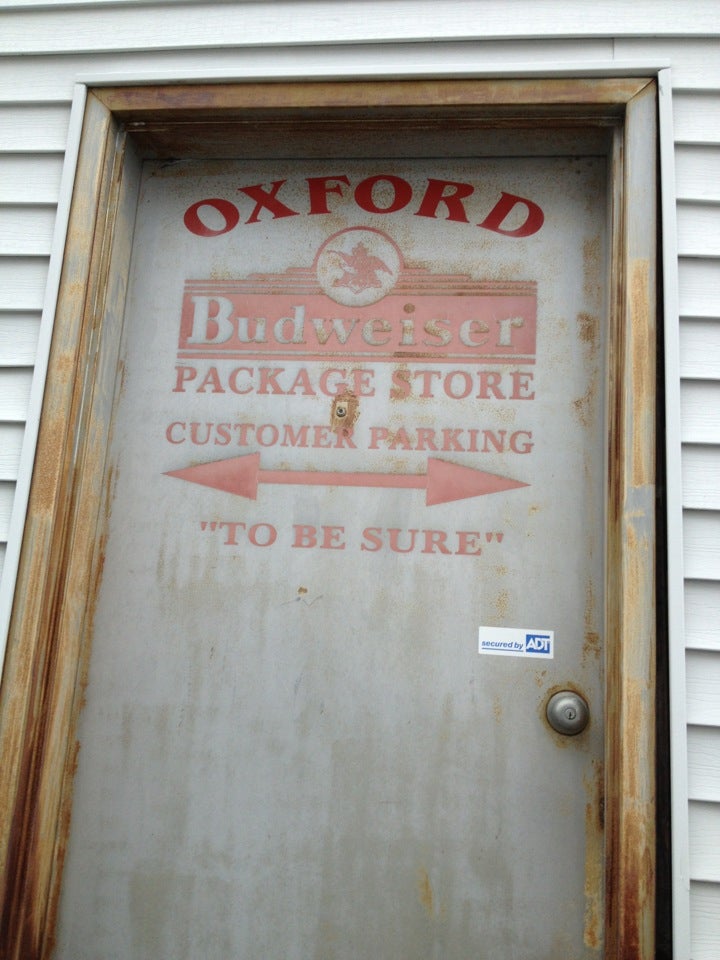 OXFORD
Budweiser
PACKAGE STORE
CUSTOMER PARKING
"TO BE SURE"
secured by ADT